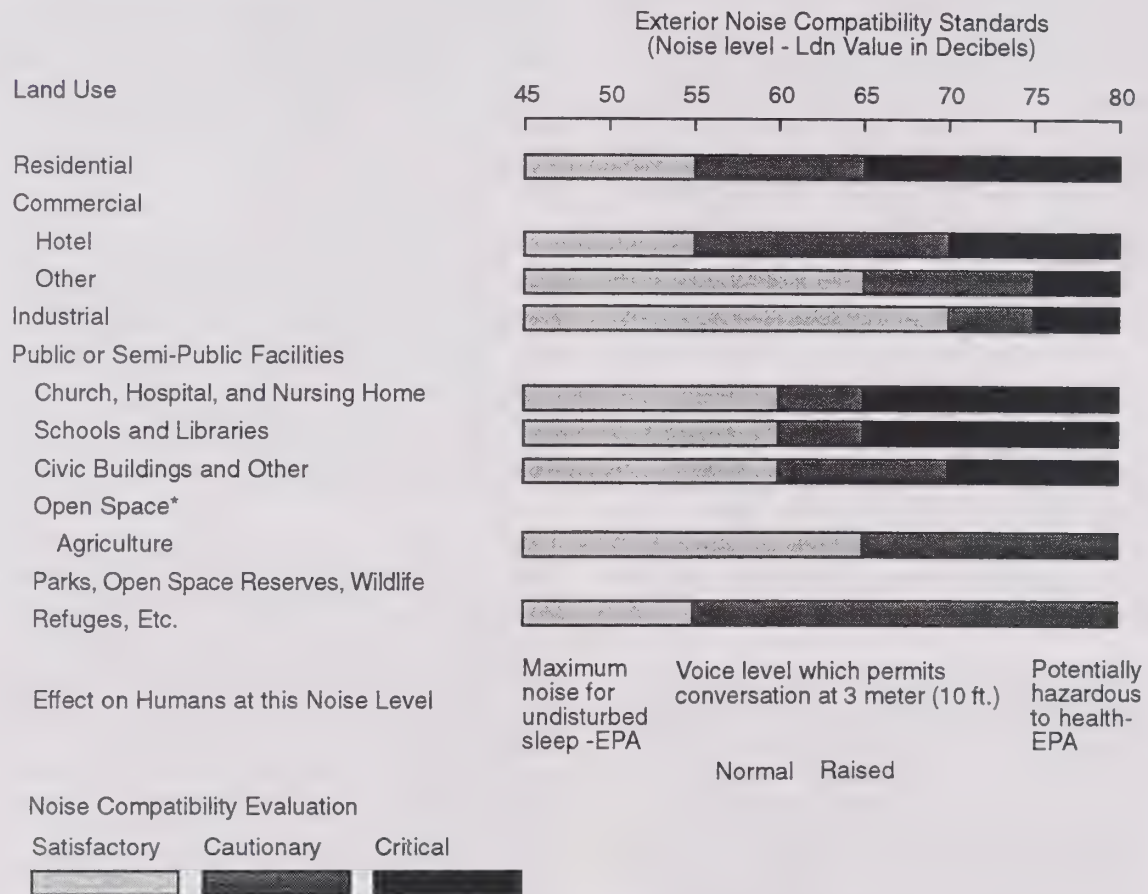 Exterior Noise Compatibility Standards
(Noise level - Ldn Value in Decibels)
Land Use
45 50 55 60 65 70 75 80
Residential
Commercial
Hotel
Other
Industrial
Public or Semi-Public Facilities
Church, Hospital, and Nursing Home
Schools and Libraries
Civic Buildings and Other
Open Space*
Agriculture
Parks, Open Space Reserves, Wildlife
Refuges, Etc.
Effect on Humans at this Noise Level
Maximum
noise for
undisturbed
sleep -EPA
Voice level which permits
conversation at 3 meter (10 ft.)
Normal Raised
Potentially
hazardous
to health-
EPA
Noise Compatibility Evaluation
Satisfactory Cautionary Critical